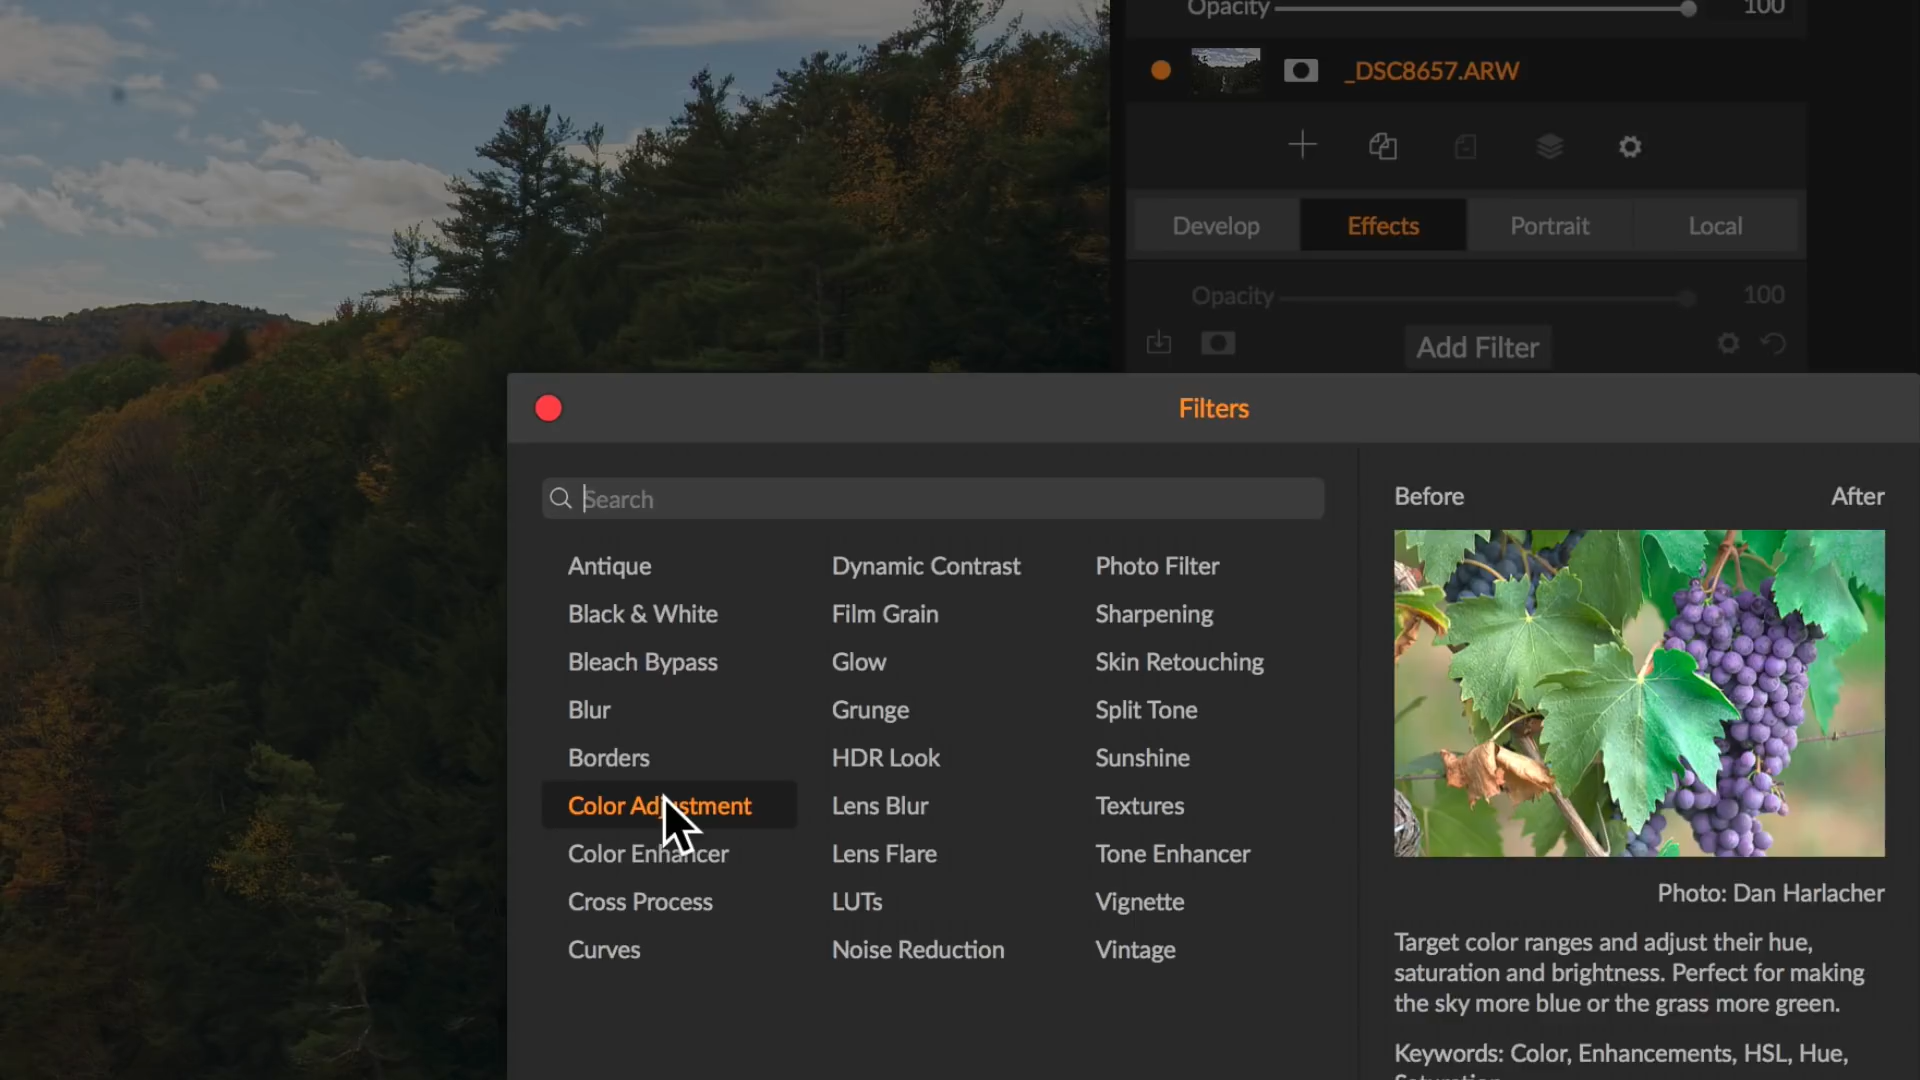 Opacity 100
_DSC8657.ARW
Develop Effects Portrait Local
Opacity 100
Add Filter
Filters
Search
Antique
Black & White
Bleach Bypass
Blur
Borders
Color Adjustment
Color Enhancer
Cross Process
Curves
Dynamic Contrast
Film Grain
Glow
Grunge
HDR Look
Lens Blur
Lens Flare
LUTs
Noise Reduction
Photo Filter
Sharpening
Skin Retouching
Split Tone
Sunshine
Textures
Tone Enhancer
Vignette
Vintage
Before After
Photo: Dan Harlacher
Target color ranges and adjust their hue,
saturation and brightness. Perfect for making
the sky more blue or the grass more green.
Keywords: Color, Enhancements, HSL, Hue,